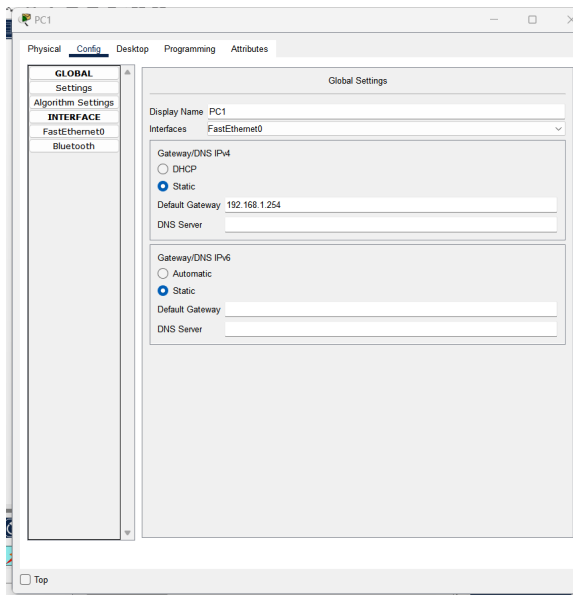 PC1
Physical Config Desktop Programming Attributes
GLOBAL
Settings
Algorithm Settings
INTERFACE
FastEthernet0
Bluetooth
Global Settings
Display Name PC1
Interfaces FastEthernet0
Gateway/DNS IPv4
DHCP
Static
Default Gateway 192.168.1.254
DNS Server
Gateway/DNS IPv6
Automatic
Static
Default Gateway
DNS Server
Top